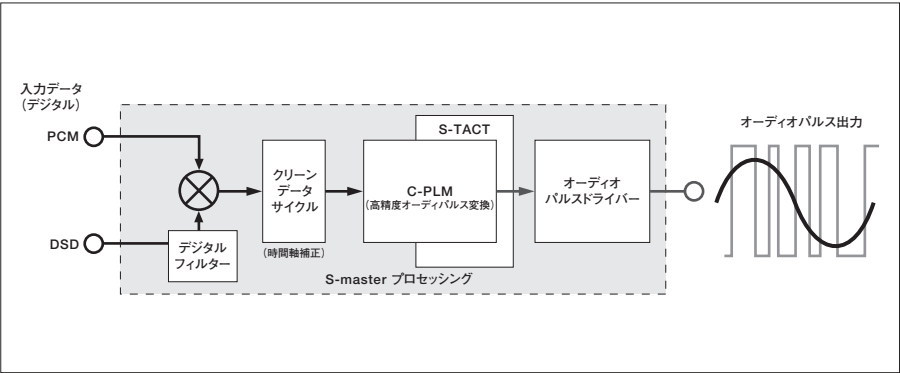 入力データ
（デジタル）
PCM
DSD
デジタル
フィルター
クリーン
データ
サイクル
（時間軸補正）
S-TACT
C-PLM
（高精度オーディパルス変換）
オーディオ
パルスドライバー
S-master プロセッシング
オーディオパルス出力